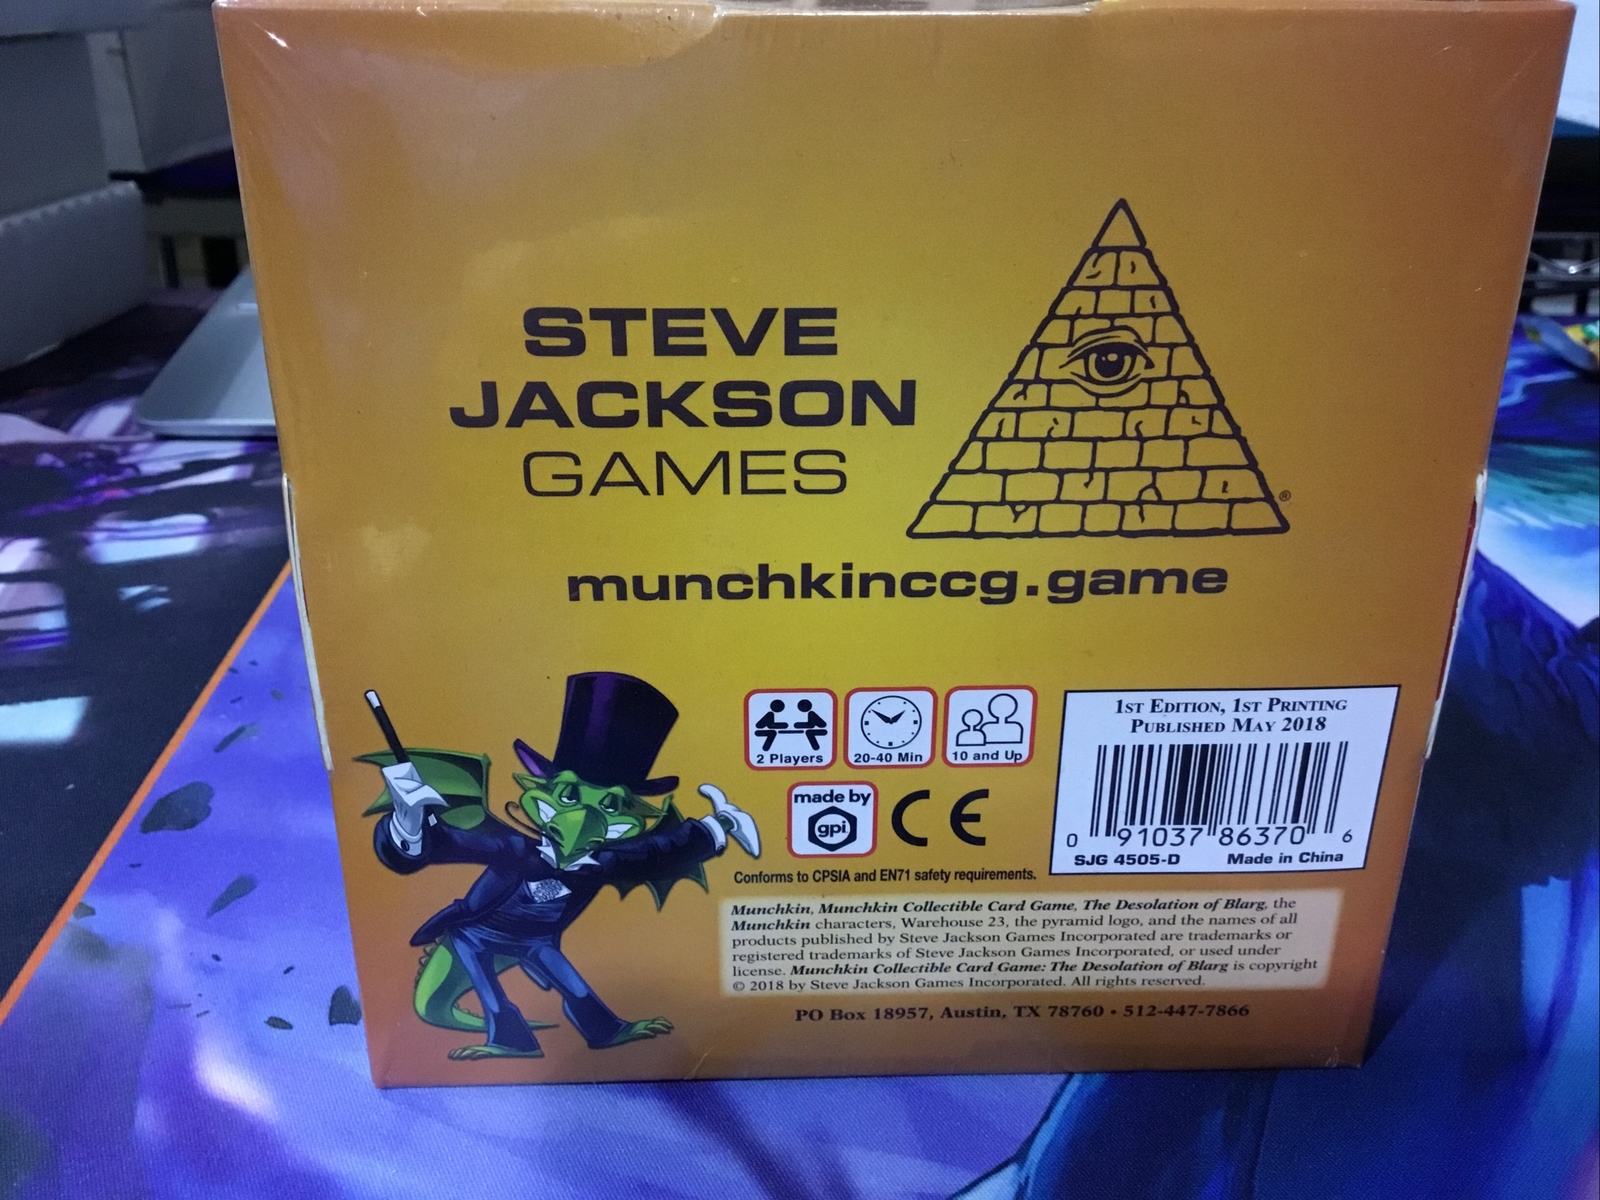 STEVE
JACKSON
GAMES
®
munchkinccg.game
2 Players
20-40 Min
10 and Up
made by
gpi
CE
Conforms to CPSIA and EN71 safety requirements.
1st Edition, 1st Printing
Published May 2018
0 91037 86370 6
SJG 4505-D Made in China
Munchkin, Munchkin Collectible Card Game, The Desolation of Blarg, the
Munchkin characters, Warehouse 23, the pyramid logo, and the names of all
products published by Steve Jackson Games Incorporated are trademarks or
registered trademarks of Steve Jackson Games Incorporated, or used under
license. Munchkin Collectible Card Game: The Desolation of Blarg is copyright
© 2018 by Steve Jackson Games Incorporated. All rights reserved.
PO Box 18957, Austin, TX 78760 • 512-447-7866